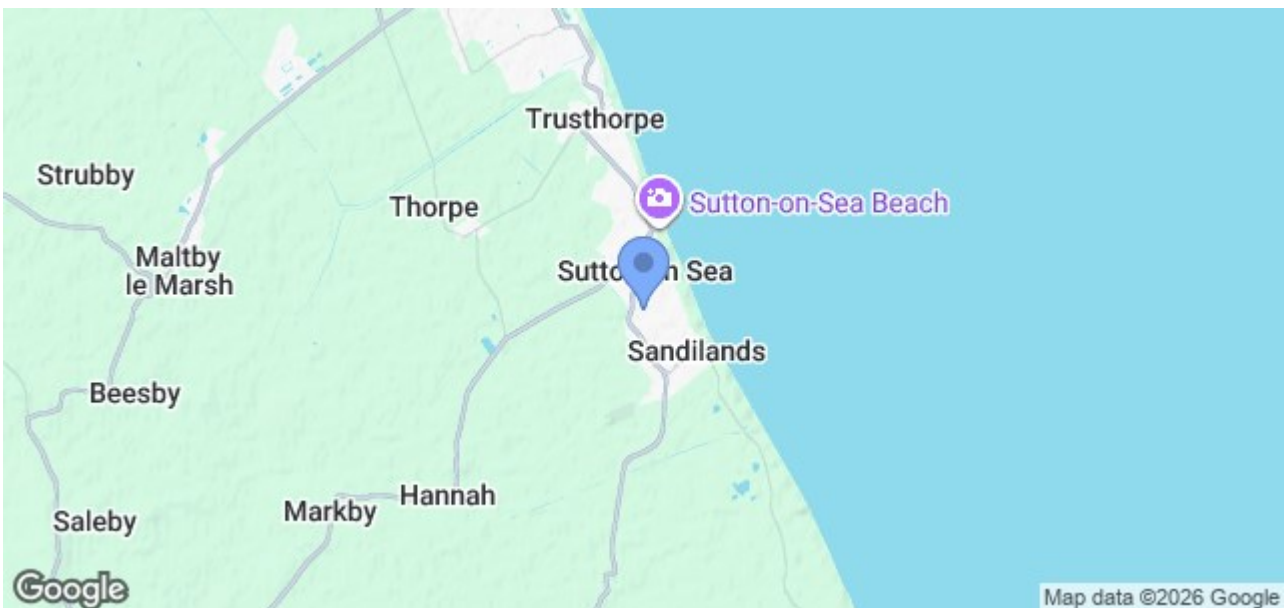 Trusthorpe
Strubby
Thorpe
Sutton-on-Sea Beach
Maltby
le Marsh
Sutto n Sea
Sandilands
Beesby
Hannah
Markby
Saleby
Google
Map data ©2026 Google